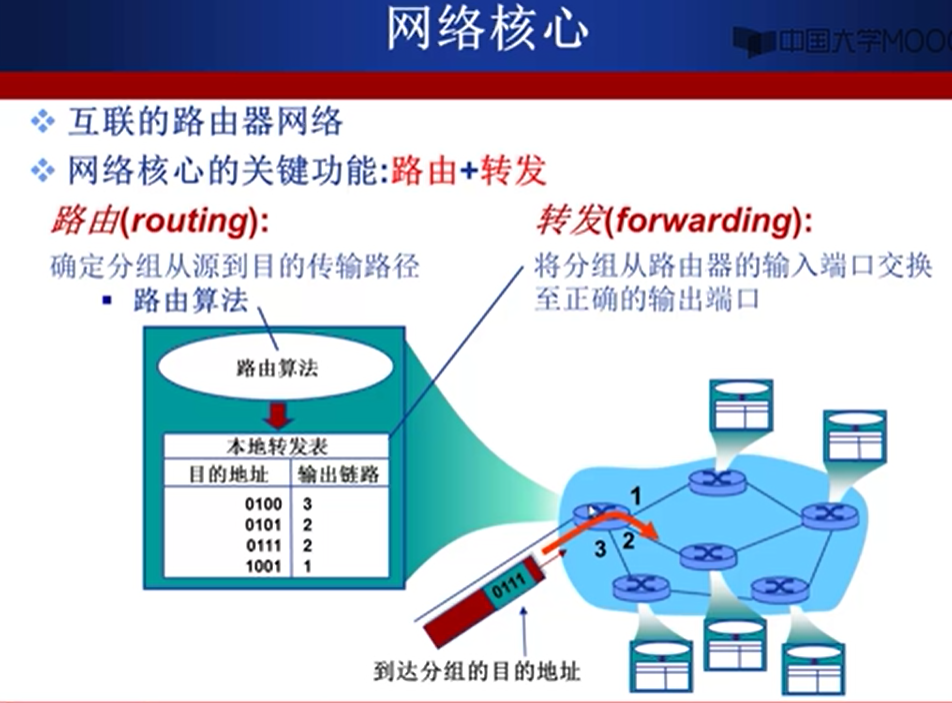 网络核心
中国大学MOOC
互联的路由器网络
网络核心的关键功能:路由+转发
路由(routing):
确定分组从源到目的传输路径
路由算法
转发(forwarding):
将分组从路由器的输入端口交换
至正确的输出端口
路由算法
本地转发表
目的地址 输出链路
0100 3
0101 2
0111 2
1001 1
1
3 2
0111
到达分组的目的地址